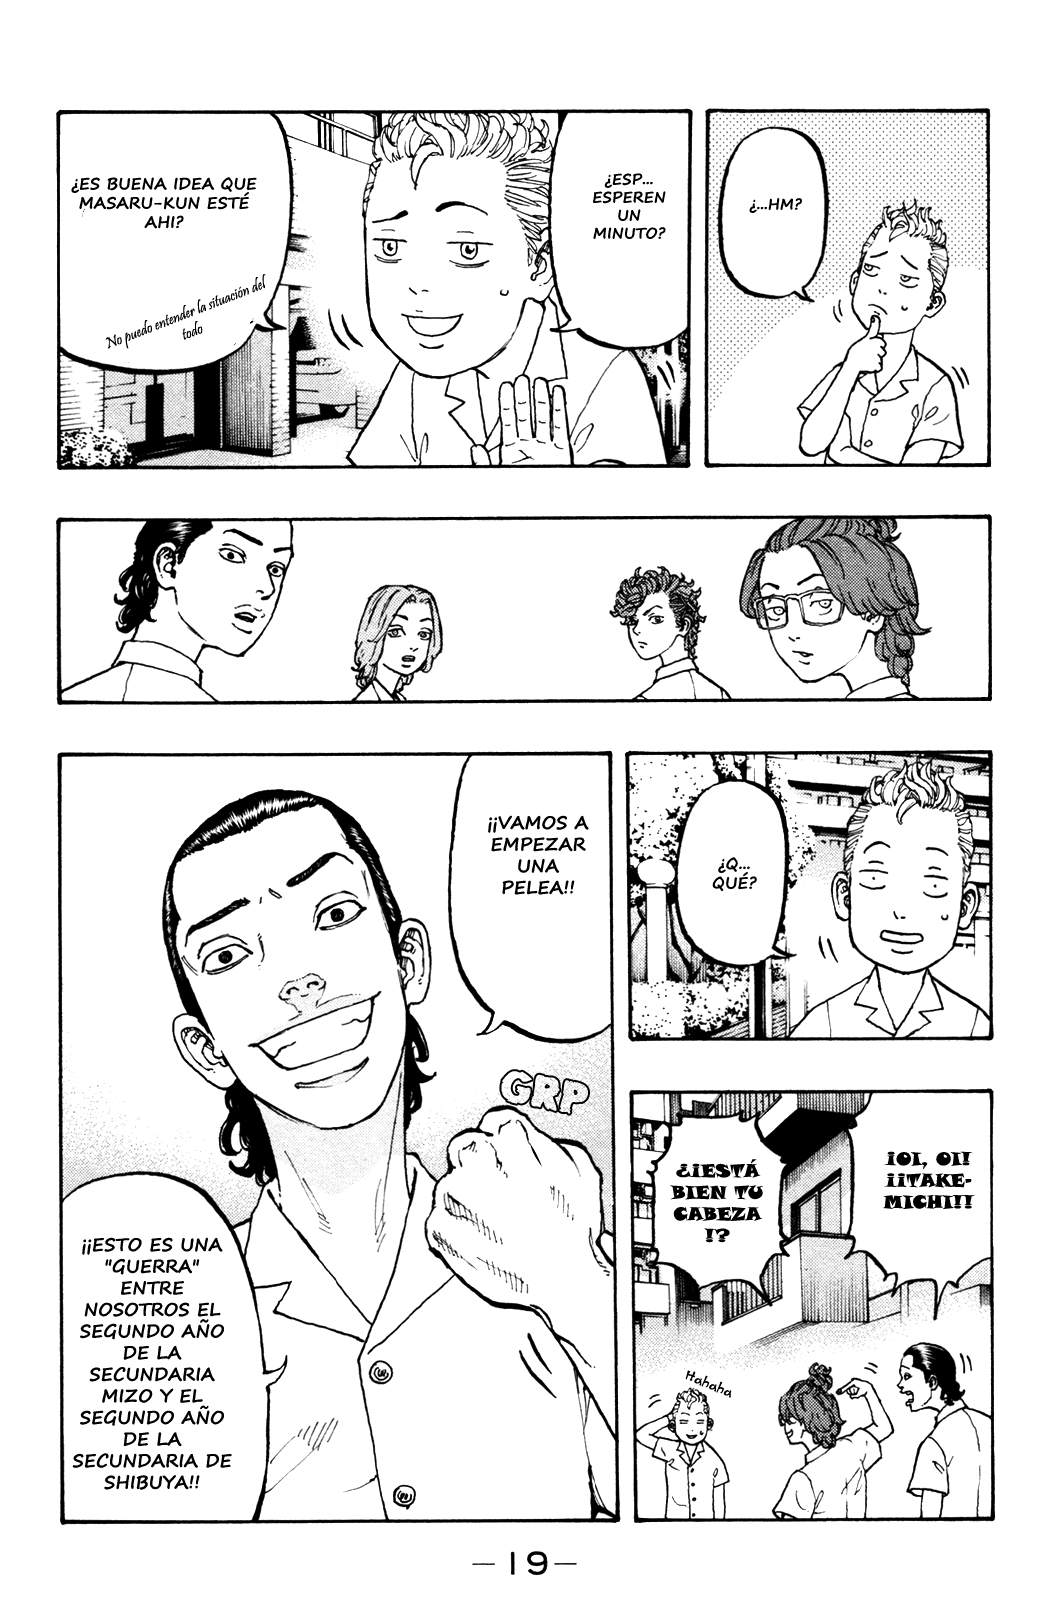 ¿...HM?
¿ESP...
ESPEREN
UN
MINUTO?
¿ES BUENA IDEA QUE
MASARU-KUN ESTÉ
AHI?
No puedo entender la situación del
todo
¿Q...
QUÉ?
¡¡VAMOS A
EMPEZAR
UNA
PELEA!!
GRP
¡¡ESTO ES UNA
"GUERRA"
ENTRE
NOSOTROS EL
SEGUNDO AÑO
DE LA
SECUNDARIA
MIZO Y EL
SEGUNDO AÑO
DE LA
SECUNDARIA DE
SHIBUYA!!
¡OI, OI!
¡¡TAKE-
MICHI!!
¿¡¡ESTÁ
BIEN TU
CABEZA
!?
Hahaha
—19—